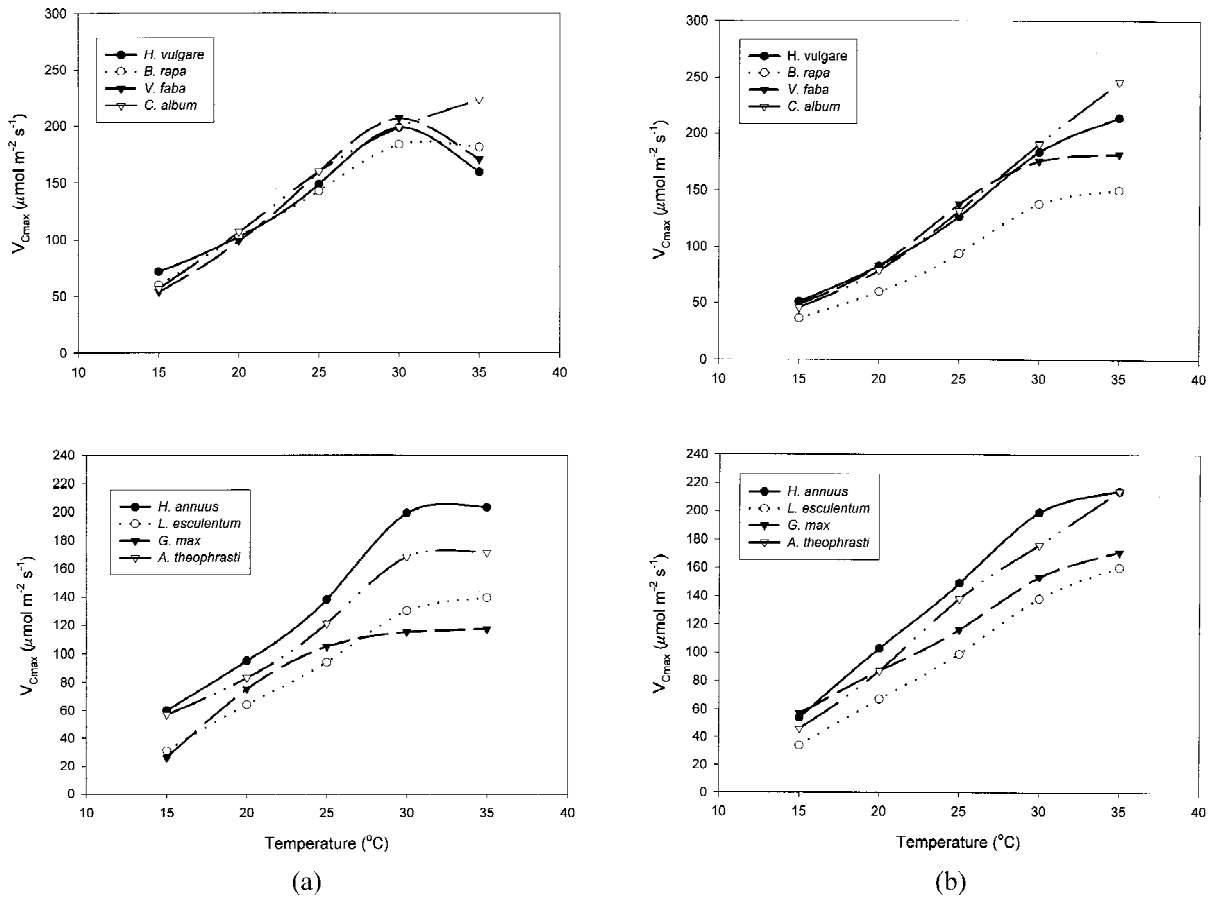 300
250
200
150
100
50
0
V_Cmax (μmol m⁻² s⁻¹)
H. vulgare
B. rapa
V. faba
C. album
10 15 20 25 30 35 40
300
250
200
150
100
50
0
V_Cmax (μmol m⁻² s⁻¹)
H. vulgare
B. rapa
V. faba
C. album
10 15 20 25 30 35 40
240
220
200
180
160
140
120
100
80
60
40
20
0
V_Cmax (μmol m⁻² s⁻¹)
H. annuus
L. esculentum
G. max
A. theophrasti
10 15 20 25 30 35 40
Temperature (°C)
(a)
240
220
200
180
160
140
120
100
80
60
40
20
0
V_Cmax (μmol m⁻² s⁻¹)
H. annuus
L. esculentum
G. max
A. theophrasti
10 15 20 25 30 35 40
Temperature (°C)
(b)